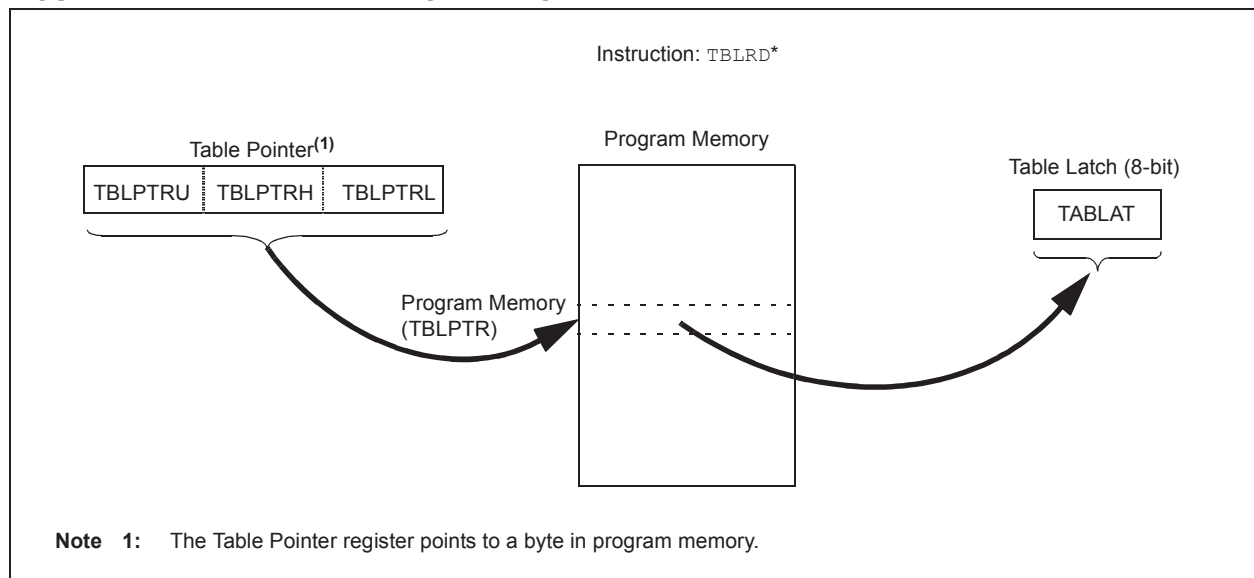 Instruction: TBLRD*
Table Pointer(1)
TBLPTRU TBLPTRH TBLPTRL
Program Memory
Table Latch (8-bit)
TABLAT
Program Memory
(TBLPTR)
Note 1: The Table Pointer register points to a byte in program memory.